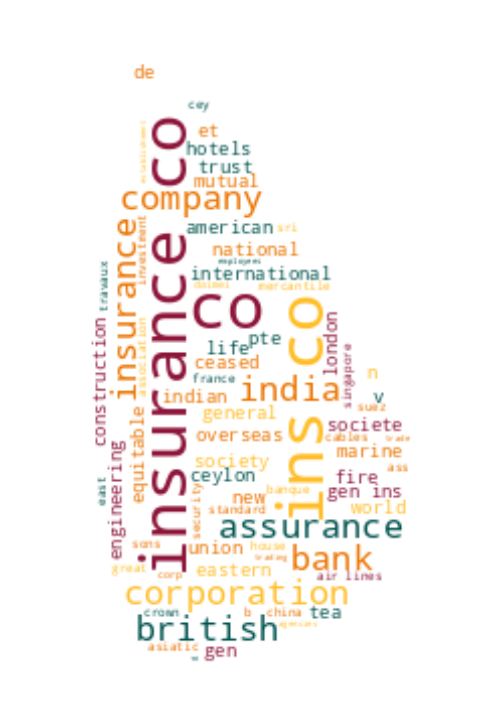 de
cey
co
et
hotels
trust
mutual
company
insurance
investment
american
sri
national
employees
international
daimei
mercantile
insurance co
travaux
co
ins co
london
singapore
pte
life
ceased
france
n
india
indian
v
suez
construction
association
general
societe
overseas
cables
trade
equitable
marine
society
ass
ceylon
fire
banque
gen ins
east
engineering
security
new
standard
world
assurance
sons
union
house
trading
bank
great
corp
eastern
air lines
corporation
crown
b
china
tea
british
agencies
asiatic
gen